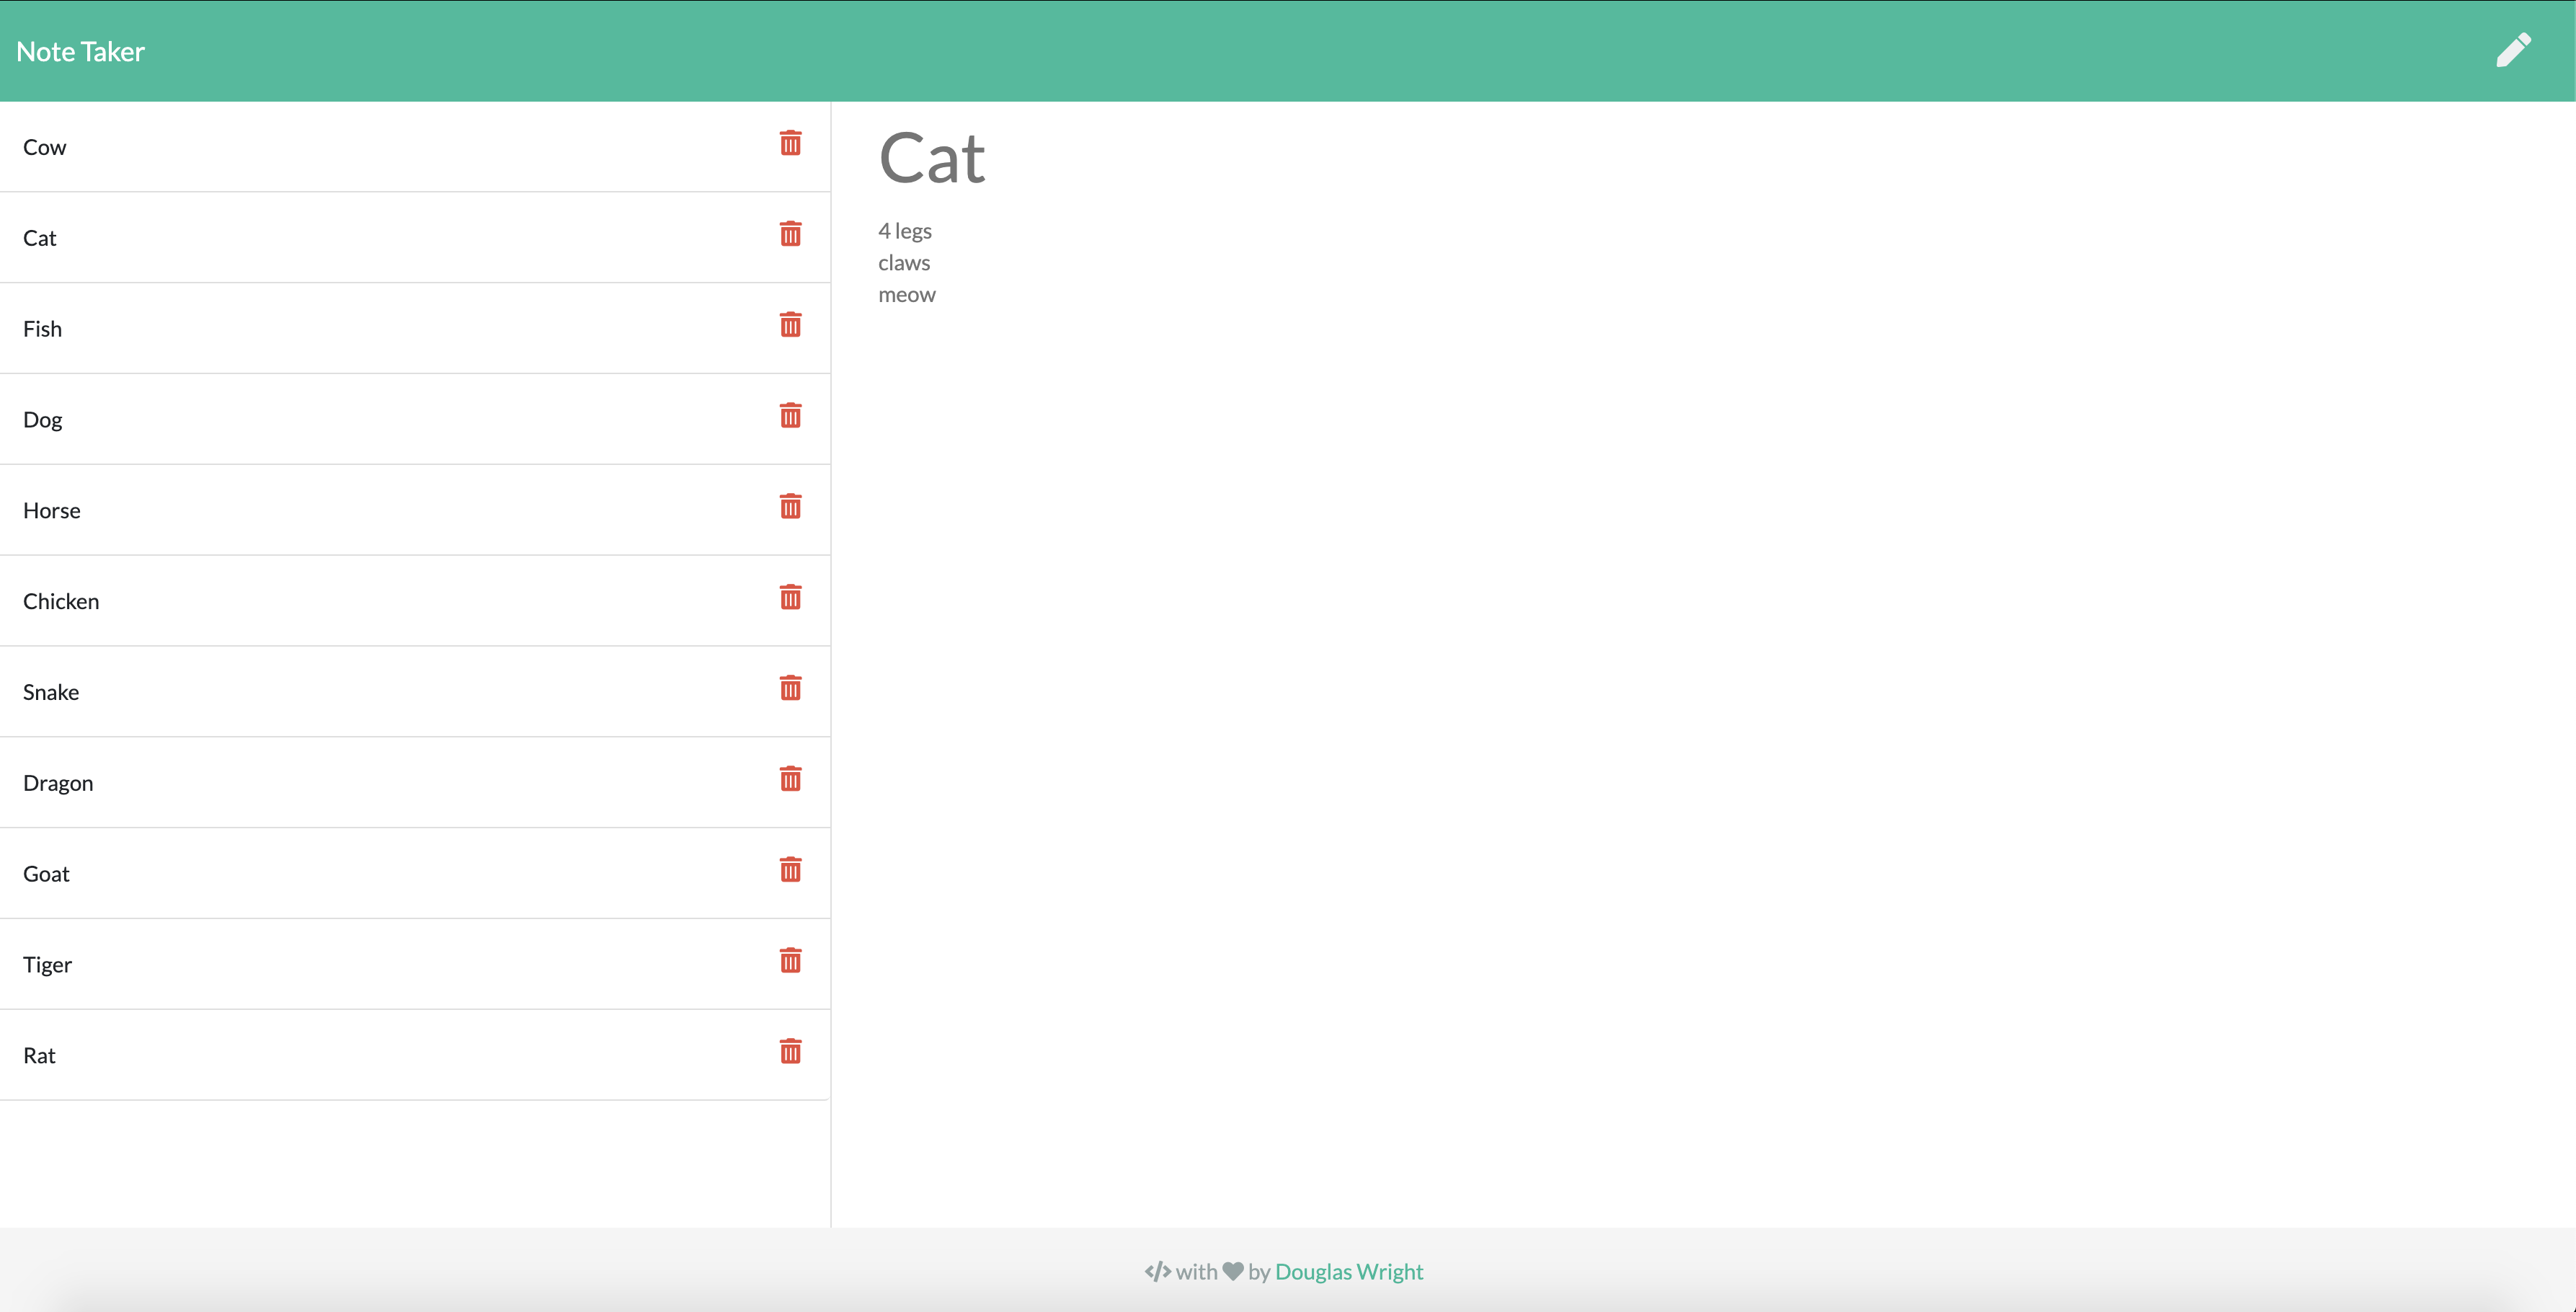 Note Taker
Cow
Cat
Fish
Dog
Horse
Chicken
Snake
Dragon
Goat
Tiger
Rat
Cat
4 legs
claws
meow
</> with ♥ by Douglas Wright